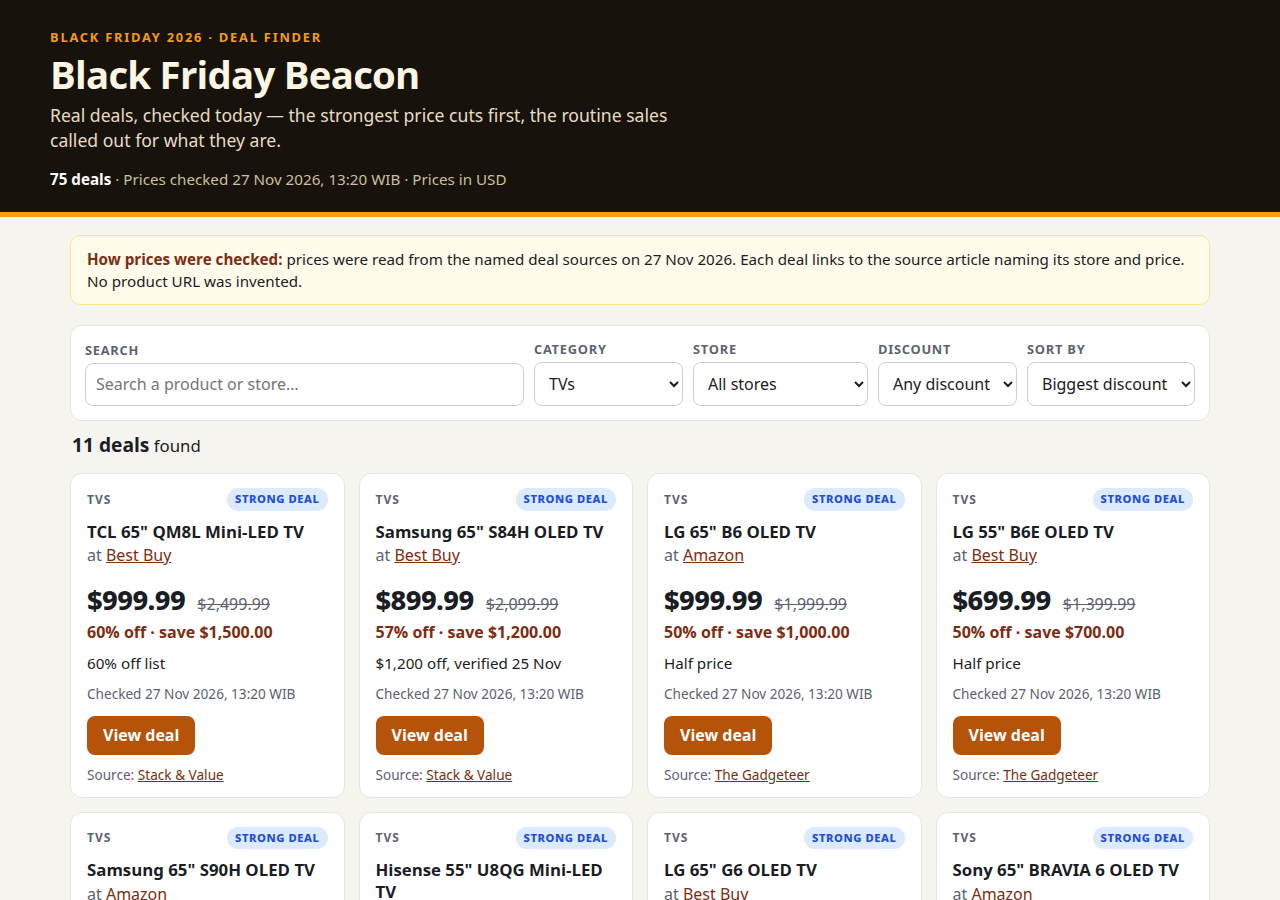 BLACK FRIDAY 2026 · DEAL FINDER
Black Friday Beacon
Real deals, checked today — the strongest price cuts first, the routine sales
called out for what they are.
75 deals · Prices checked 27 Nov 2026, 13:20 WIB · Prices in USD
How prices were checked: prices were read from the named deal sources on 27 Nov 2026. Each deal links to the source article naming its store and price.
No product URL was invented.
SEARCH CATEGORY STORE DISCOUNT SORT BY
Search a product or store... TVs All stores Any discount Biggest discount
11 deals found
TVS STRONG DEAL
TCL 65" QM8L Mini-LED TV
at Best Buy
$999.99 $2,499.99
60% off · save $1,500.00
60% off list
Checked 27 Nov 2026, 13:20 WIB
View deal
Source: Stack & Value
TVS STRONG DEAL
Samsung 65" S84H OLED TV
at Best Buy
$899.99 $2,099.99
57% off · save $1,200.00
$1,200 off, verified 25 Nov
Checked 27 Nov 2026, 13:20 WIB
View deal
Source: Stack & Value
TVS STRONG DEAL
LG 65" B6 OLED TV
at Amazon
$999.99 $1,999.99
50% off · save $1,000.00
Half price
Checked 27 Nov 2026, 13:20 WIB
View deal
Source: The Gadgeteer
TVS STRONG DEAL
LG 55" B6E OLED TV
at Best Buy
$699.99 $1,399.99
50% off · save $700.00
Half price
Checked 27 Nov 2026, 13:20 WIB
View deal
Source: The Gadgeteer
TVS STRONG DEAL
Samsung 65" S90H OLED TV
at Amazon
TVS STRONG DEAL
Hisense 55" U8QG Mini-LED
TV
TVS STRONG DEAL
LG 65" G6 OLED TV
at Best Buy
TVS STRONG DEAL
Sony 65" BRAVIA 6 OLED TV
at Amazon